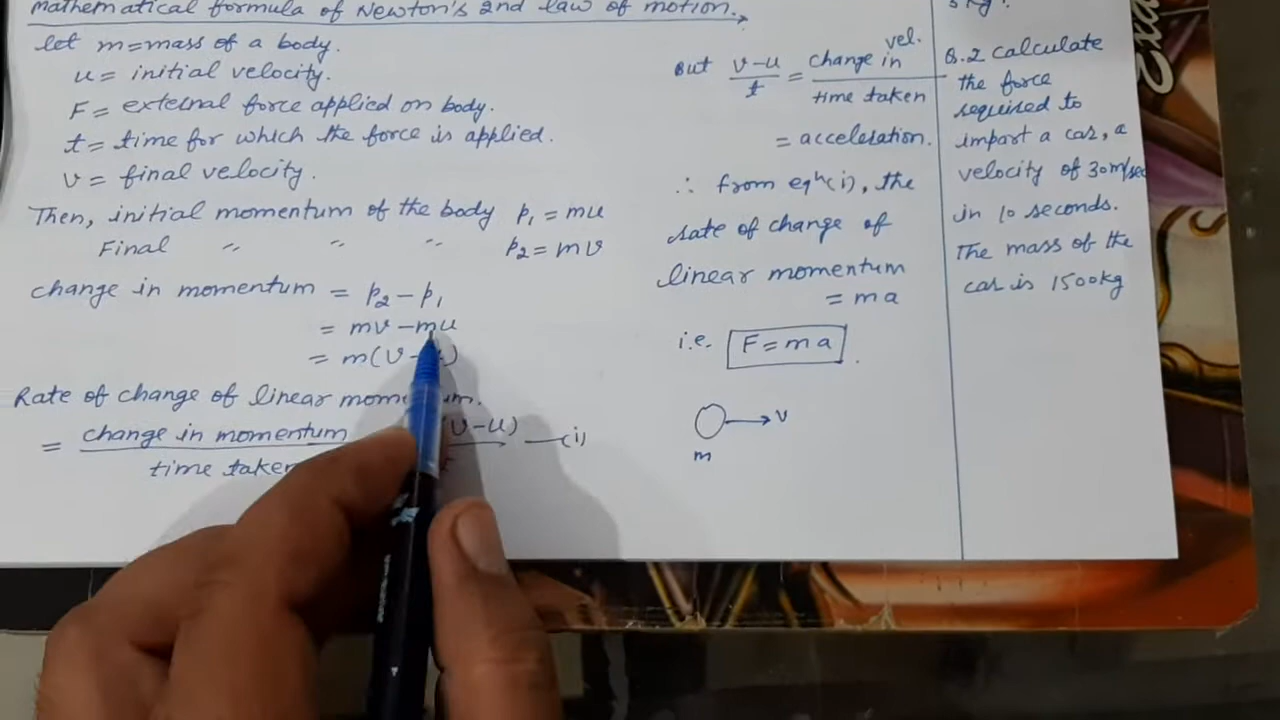 mathematical formula of Newton's 2nd law of motion.
let m=mass of a body.
u= initial velocity.
F= external force applied on body.
t= time for which the force is applied.
v= final velocity.
Then, initial momentum of the body p₁ = mu
Final " " " p₂ = mv
change in momentum = p₂ - p₁
= mv - mu
= m(v-
Rate of change of linear
= change in momentum / time taken (v-u) —(i)
But v-u / t = change in vel. / time taken
= acceleration.
∴ from eqn(i), the
rate of change of
linear momentum
= ma
i.e. F = ma
v
m
Q.2 calculate
the force
required to
impart a car, a
velocity of 30m/sec
in 10 seconds.
The mass of the
car is 1500kg